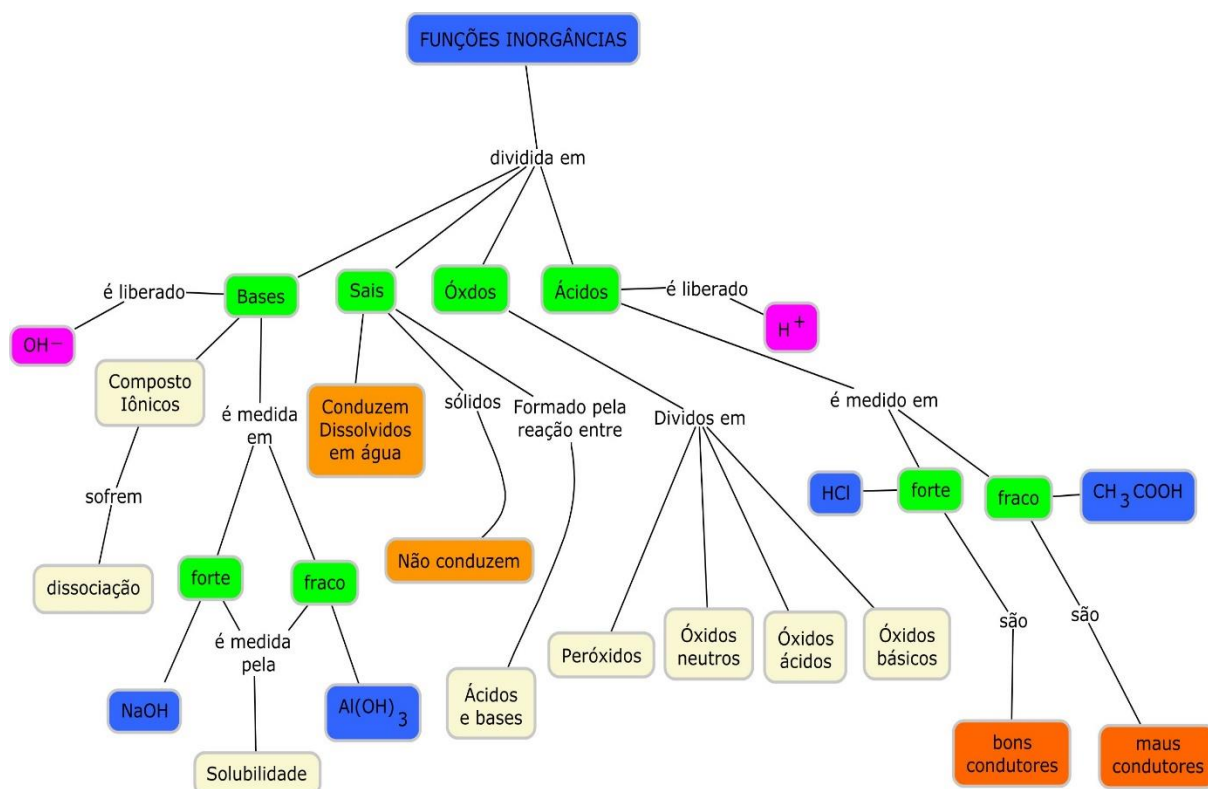 FUNÇÕES INORGÂNCIAS
dividida em
é liberado
Bases
Sais
Óxdos
Ácidos
é liberado
OH−
H+
Composto
Iônicos
é medida
em
Conduzem
Dissolvidos
em água
sólidos
Formado pela
reação entre
Dividos em
é medido em
HCl
forte
fraco
CH3COOH
sofrem
dissociação
forte
fraco
Não conduzem
é medida
pela
NaOH
Al(OH)3
Solubilidade
Ácidos
e bases
Peróxidos
Óxidos
neutros
Óxidos
ácidos
Óxidos
básicos
são
são
bons
condutores
maus
condutores